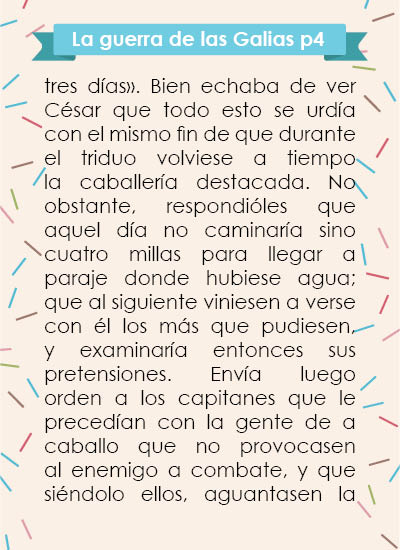 La guerra de las Galias p4
tres días». Bien echaba de ver
César que todo esto se urdía
con el mismo fin de que durante
el triduo volviese a tiempo
la caballería destacada. No
obstante, respondióles que
aquel día no caminaría sino
cuatro millas para llegar a
paraje donde hubiese agua;
que al siguiente viniesen a verse
con él los más que pudiesen,
y examinaría entonces sus
pretensiones. Envía luego
orden a los capitanes que le
precedían con la gente de a
caballo que no provocasen
al enemigo a combate, y que
siéndolo ellos, aguantasen la